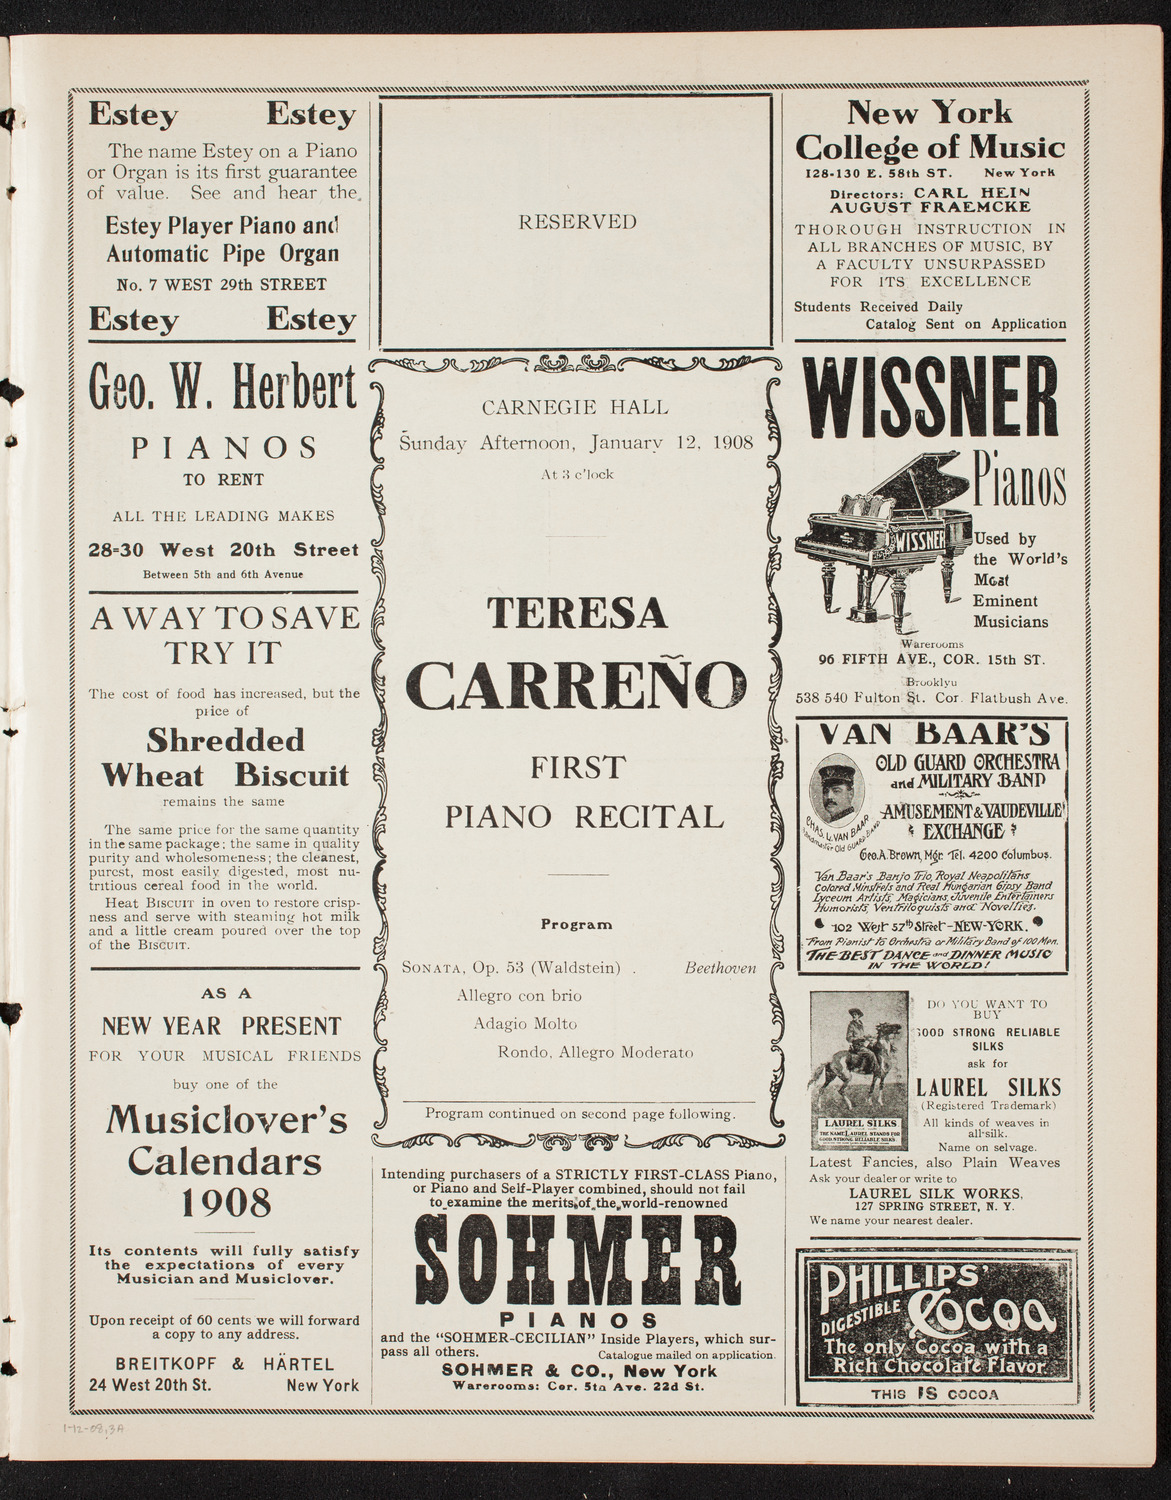 Estey Estey
The name Estey on a Piano
or Organ is its first guarantee
of value. See and hear the
Estey Player Piano and
Automatic Pipe Organ
No. 7 WEST 29th STREET
Estey Estey
Geo. W. Herbert
PIANOS
TO RENT
ALL THE LEADING MAKES
28=30 West 20th Street
Between 5th and 6th Avenue
A WAY TO SAVE
TRY IT
The cost of food has increased, but the
price of
Shredded
Wheat Biscuit
remains the same
The same price for the same quantity
in the same package; the same in quality
purity and wholesomeness; the cleanest,
purest, most easily digested, most nu-
tritious cereal food in the world.
Heat BISCUIT in oven to restore crisp-
ness and serve with steaming hot milk
and a little cream poured over the top
of the BISCUIT.
AS A
NEW YEAR PRESENT
FOR YOUR MUSICAL FRIENDS
buy one of the
Musiclover's
Calendars
1908
Its contents will fully satisfy
the expectations of every
Musician and Musiclover.
Upon receipt of 60 cents we will forward
a copy to any address.
BREITKOPF & HÄRTEL
24 West 20th St. New York
RESERVED
CARNEGIE HALL
Sunday Afternoon, January 12, 1908
At 3 o'lock
TERESA
CARREÑO
FIRST
PIANO RECITAL
Program
SONATA, Op. 53 (Waldstein) . Beethoven
Allegro con brio
Adagio Molto
Rondo, Allegro Moderato
Program continued on second page following.
Intending purchasers of a STRICTLY FIRST-CLASS Piano,
or Piano and Self-Player combined, should not fail
to examine the merits of the world-renowned
SOHMER
PIANOS
and the "SOHMER-CECILIAN" Inside Players, which sur-
pass all others. Catalogue mailed on application.
SOHMER & CO., New York
Warerooms: Cor. 5th Ave. 22d St.
New York
College of Music
128-130 E. 58th ST. New York
Directors: CARL HEIN
AUGUST FRAEMCKE
THOROUGH INSTRUCTION IN
ALL BRANCHES OF MUSIC, BY
A FACULTY UNSURPASSED
FOR ITS EXCELLENCE
Students Received Daily
Catalog Sent on Application
WISSNER
Pianos
WISSNER
Used by
the World's
Most
Eminent
Musicians
Warerooms
96 FIFTH AVE., COR. 15th ST.
Brooklyn
538 540 Fulton St. Cor. Flatbush Ave.
VAN BAAR'S
OLD GUARD ORCHESTRA
and MILITARY BAND
AMUSEMENT & VAUDEVILLE
EXCHANGE
CHAS. L. VAN BAAR
Bandmaster Old GUARD BAND
Geo. A. Brown, Mgr. Tel. 4200 Columbus.
Van Baar's Banjo Trio, Royal Neapolitans
Colored Minstrels and Real Hungarian Gipsy Band
Lyceum Artists, Magicians, Juvenile Entertainers
Humorists, Ventriloquists and Novelties.
102 West 57th Street-NEW-YORK.
From Pianist to Orchestra or Military Band of 100 Men.
THE BEST DANCE and DINNER MUSIC
IN THE WORLD!
DO YOU WANT TO
BUY
GOOD STRONG RELIABLE
SILKS
ask for
LAUREL SILKS
(Registered Trademark)
All kinds of weaves in
all silk.
Name on selvage.
LAUREL SILKS
THE NAME LAUREL STANDS FOR
GOOD STRONG RELIABLE SILKS
Latest Fancies, also Plain Weaves
Ask your dealer or write to
LAUREL SILK WORKS,
127 SPRING STREET, N. Y.
We name your nearest dealer.
PHILLIPS'
DIGESTIBLE COCOA
The only Cocoa with a
Rich Chocolate Flavor
THIS IS COCOA
1-12-08, 3A